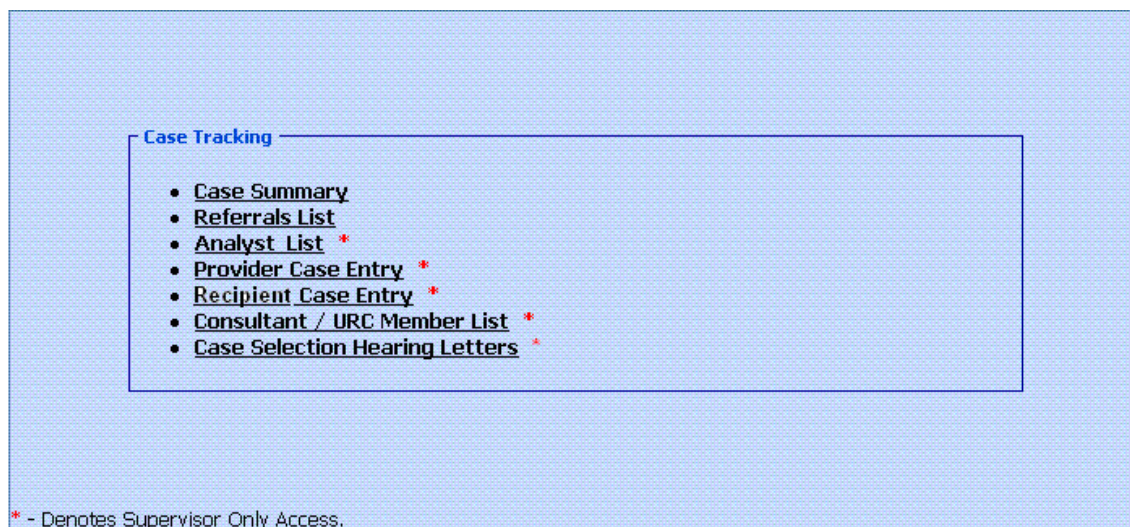 Case Tracking
Case Summary
Referrals List
Analyst List *
Provider Case Entry *
Recipient Case Entry *
Consultant / URC Member List *
Case Selection Hearing Letters *
* - Denotes Supervisor Only Access.